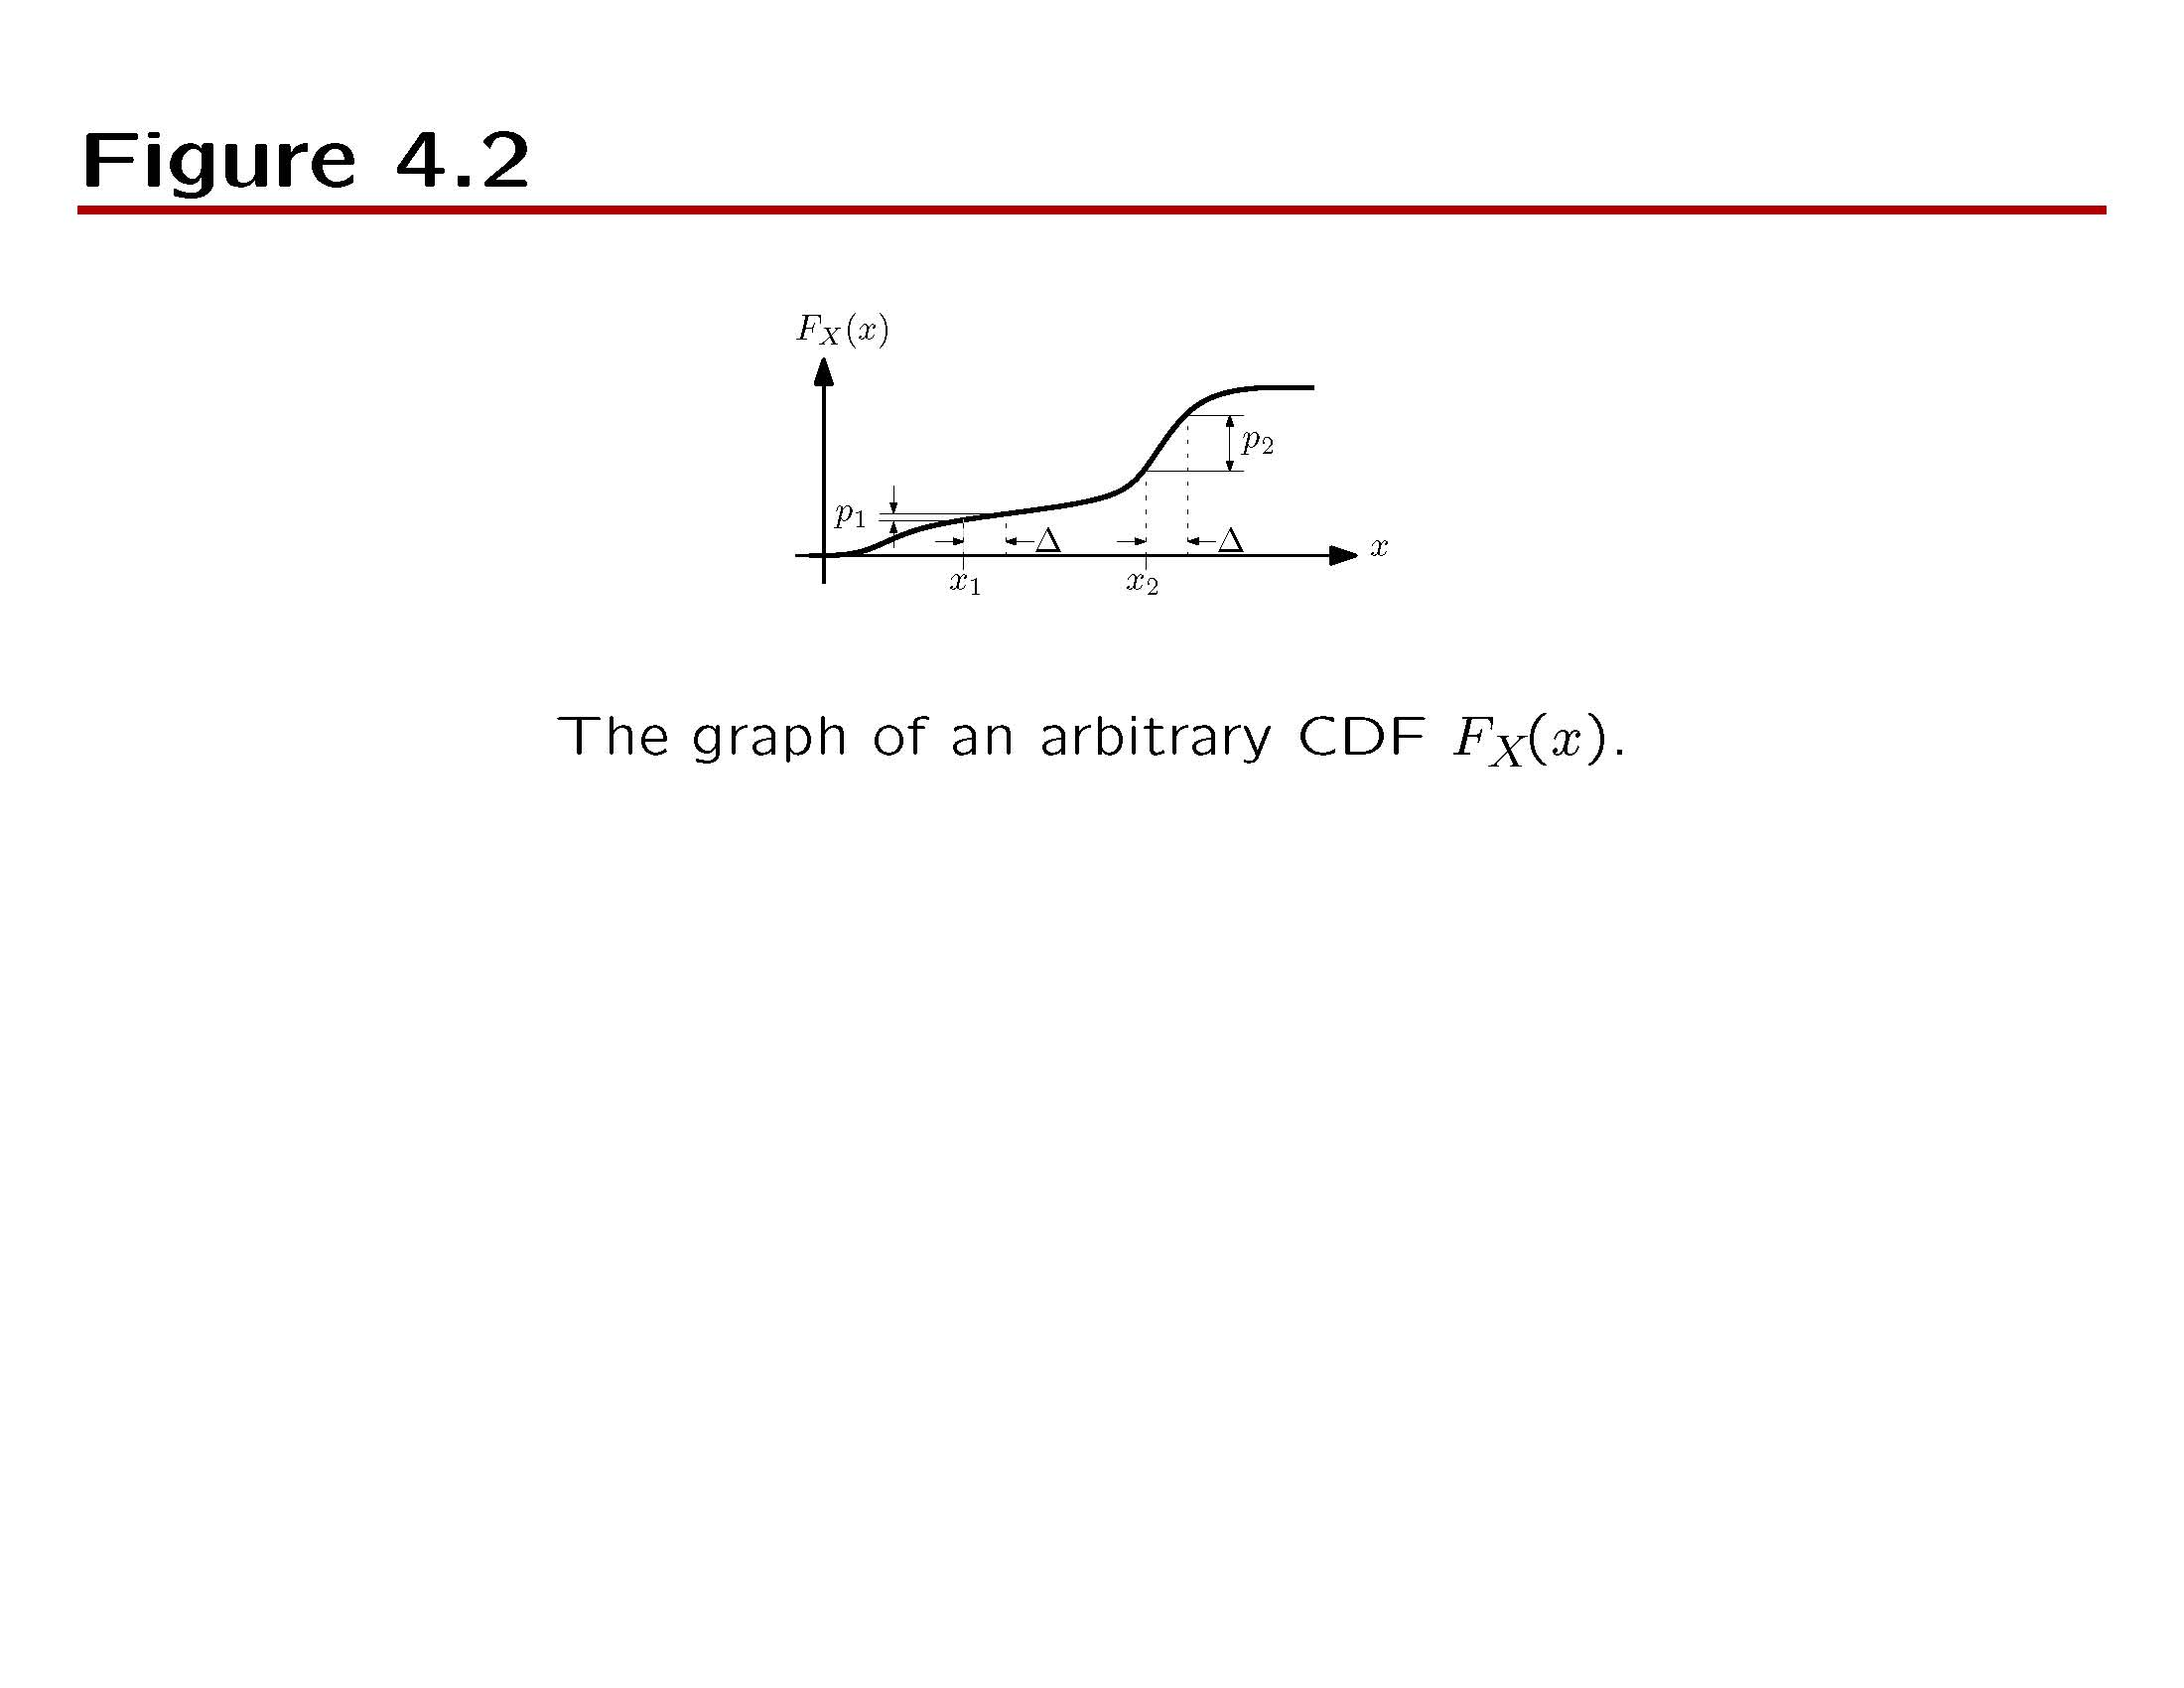 Figure 4.2
F_X(x)
p_2
p_1
Δ Δ
x
x_1 x_2
The graph of an arbitrary CDF F_X(x).